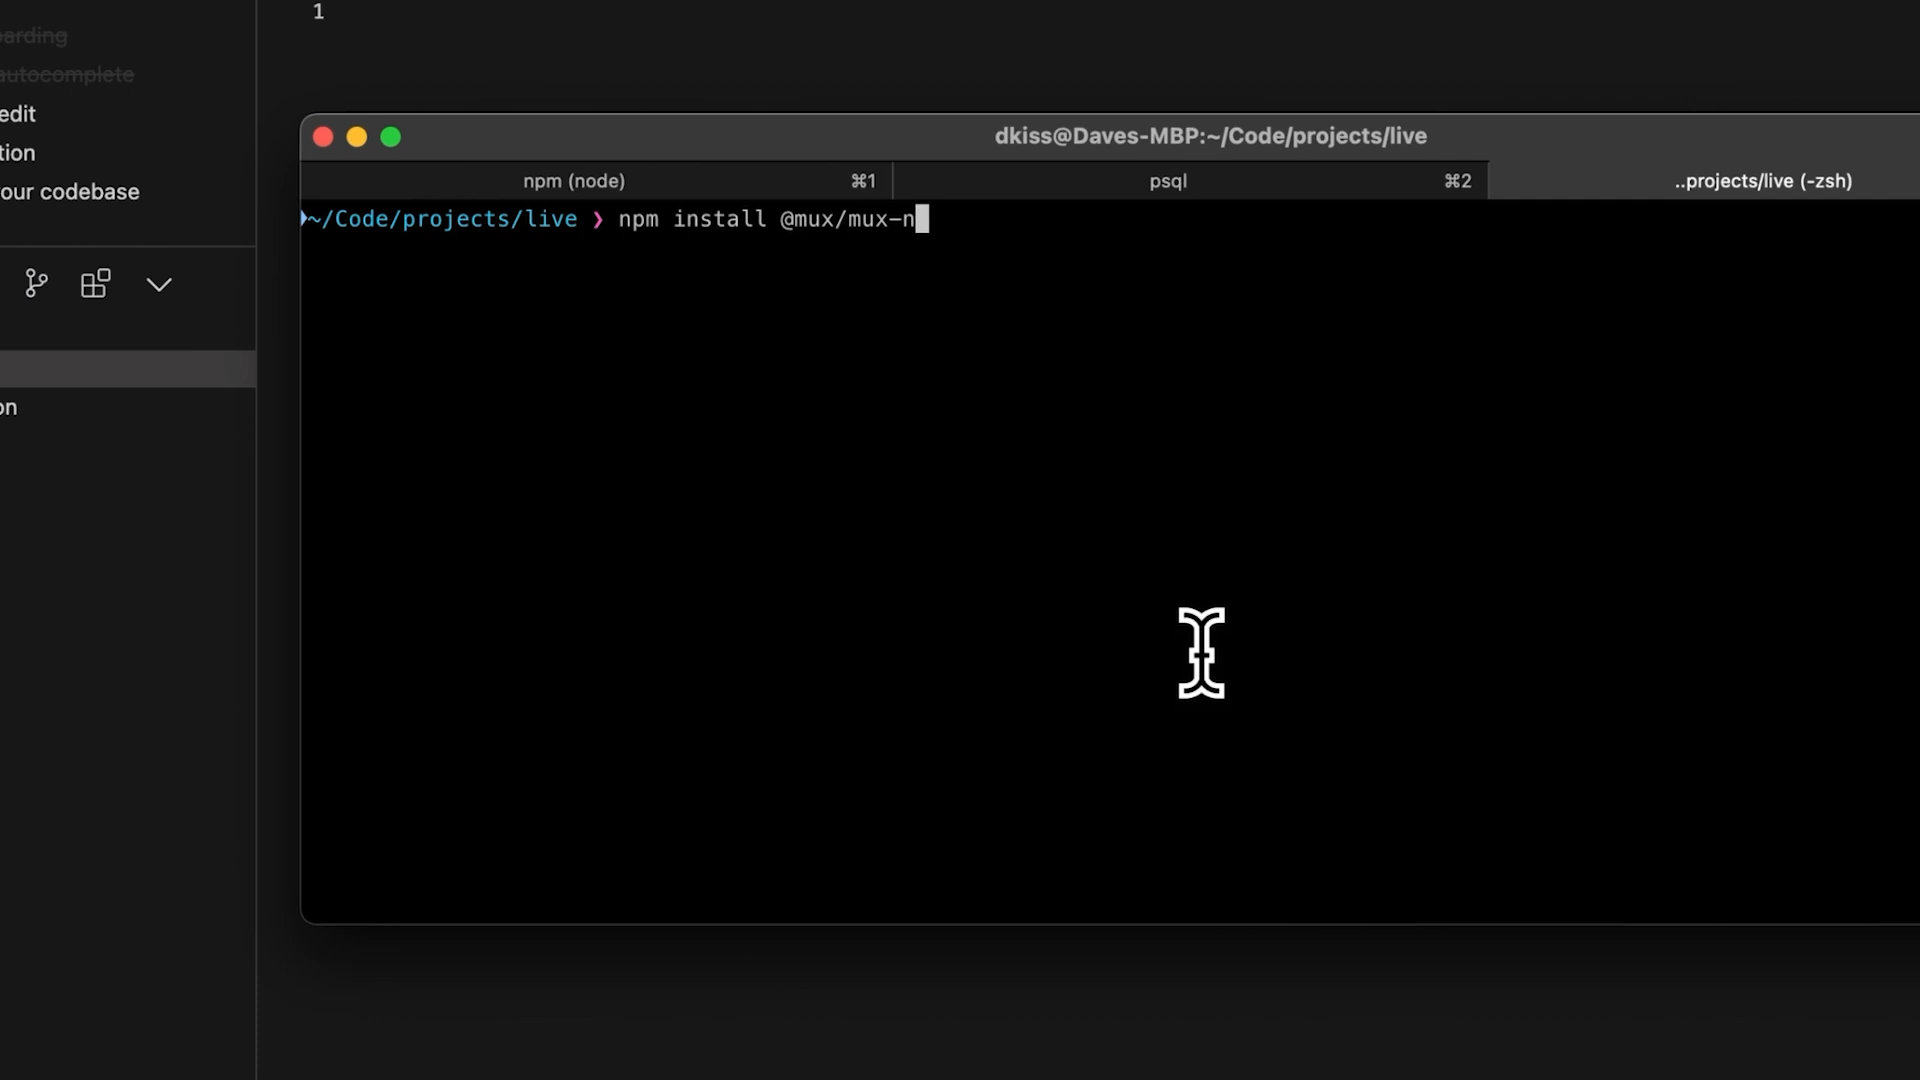 1
arding
autocomplete
edit
tion
our codebase
on
dkiss@Daves-MBP:~/Code/projects/live
npm (node) ⌘1 psql ⌘2 ..projects/live (-zsh)
~/Code/projects/live ❯ npm install @mux/mux-n